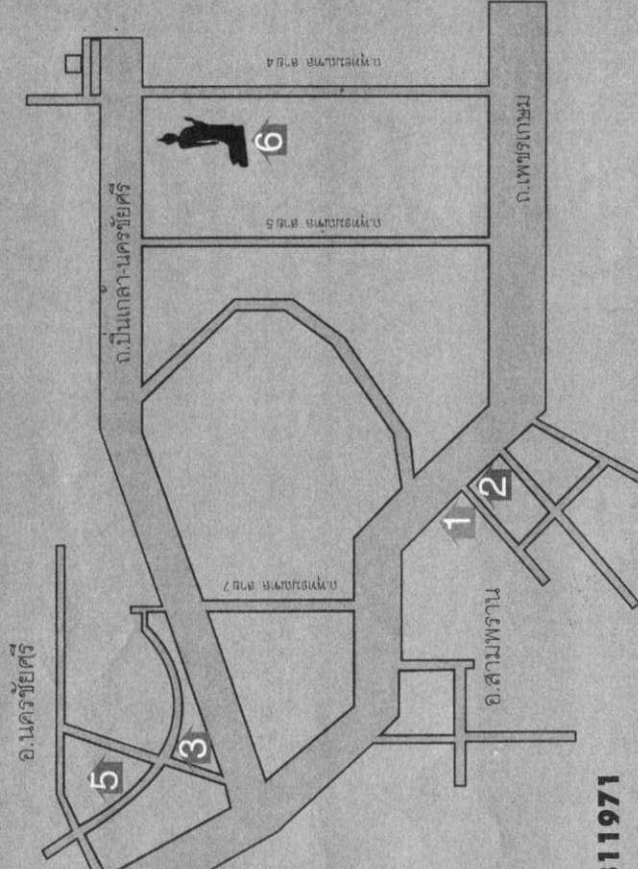 อ.นครชัยศรี
ถ.ปิ่นเกล้า-นครชัยศรี
ถ.พุทธมณฑล สาย 4
ถ.พุทธมณฑล สาย 5
ถ.พุทธมณฑล สาย 7
ถ.เพชรเกษม
อ.สามพราน
5
3
1
2
6
311971